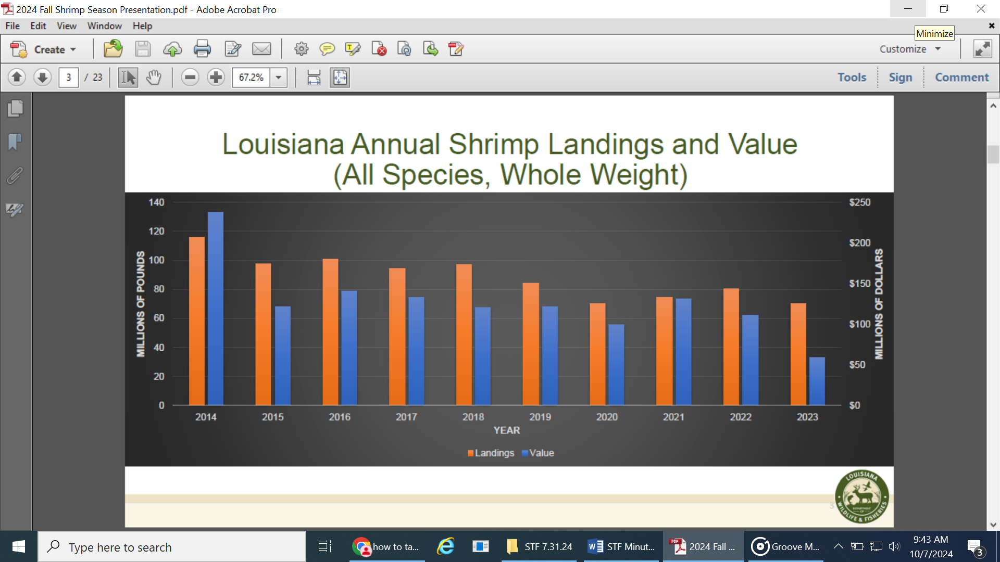 2024 Fall Shrimp Season Presentation.pdf - Adobe Acrobat Pro
File Edit View Window Help
Minimize
Create
Customize
3 / 23
67.2%
Tools Sign Comment
Louisiana Annual Shrimp Landings and Value
(All Species, Whole Weight)
140
120
100
80
60
40
20
0
MILLIONS OF POUNDS
$250
$200
$150
$100
$50
$0
MILLIONS OF DOLLARS
2014 2015 2016 2017 2018 2019 2020 2021 2022 2023
YEAR
Landings Value
3
LOUISIANA
DEPARTMENT
OF
WILDLIFE & FISHERIES
Type here to search
how to ta...
STF 7.31.24
STF Minut...
PDF
2024 Fall ...
Groove M...
9:43 AM
10/7/2024
3